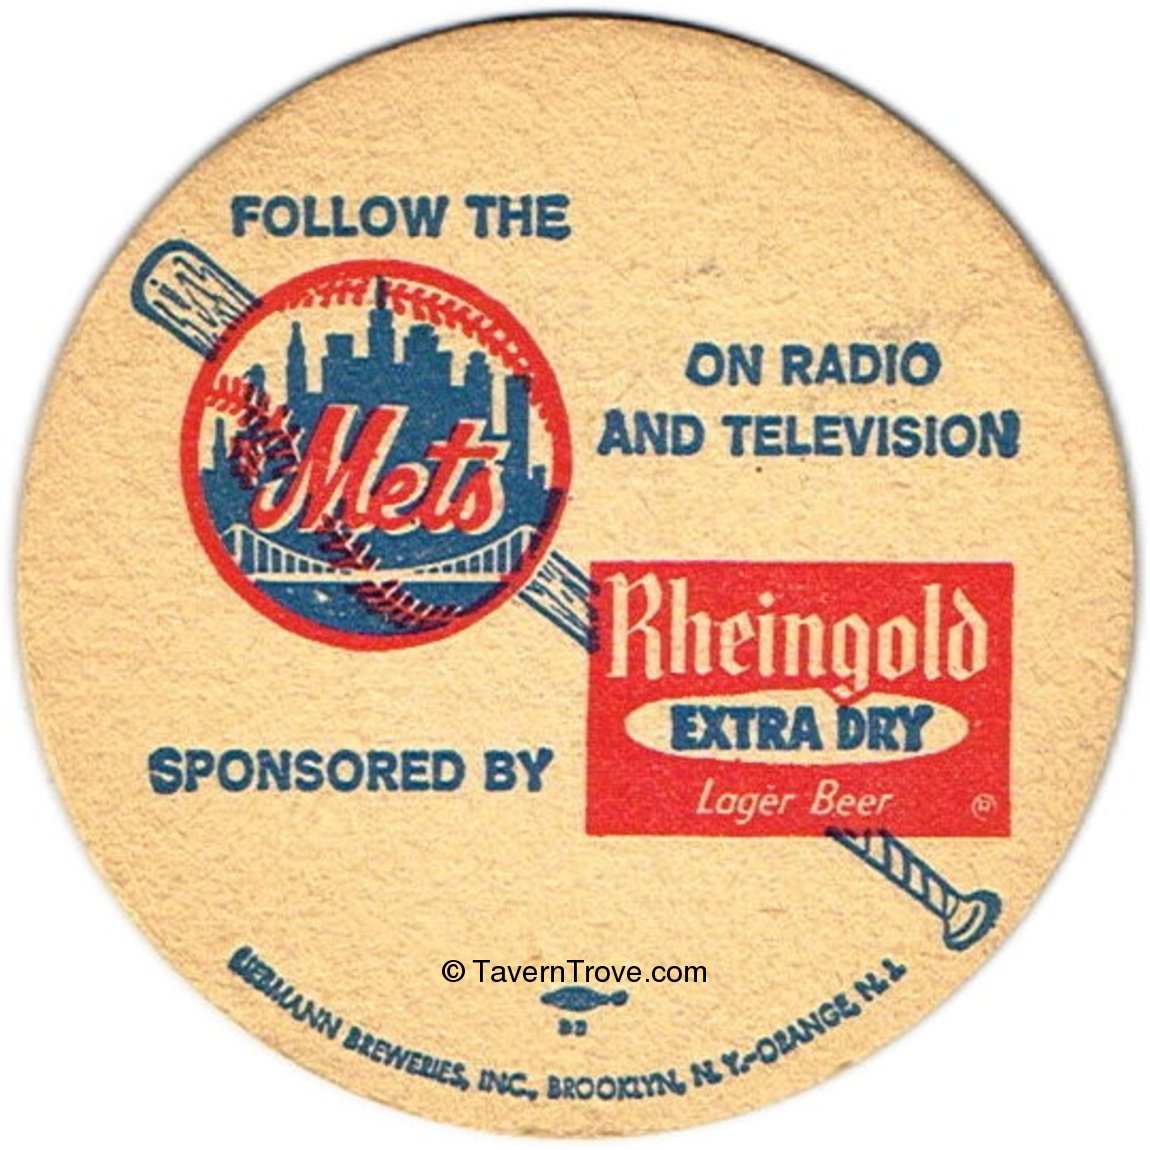 FOLLOW THE
Mets
ON RADIO
AND TELEVISION
SPONSORED BY
Rheingold
EXTRA DRY
Lager Beer
®
© TavernTrove.com
LIEBMANN BREWERIES, INC., BROOKLYN, N.Y.-ORANGE, N.J.